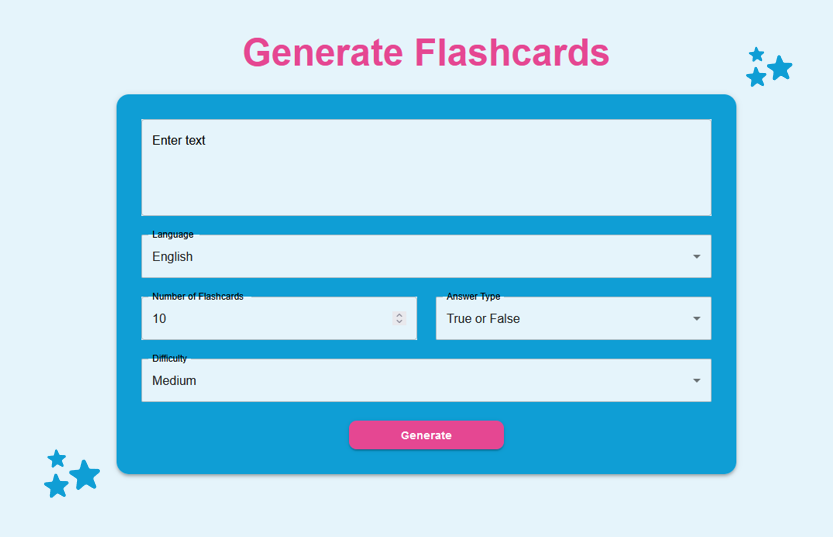 Generate Flashcards
Enter text
Language
English
Number of Flashcards
Answer Type
10
True or False
Difficulty
Medium
Generate